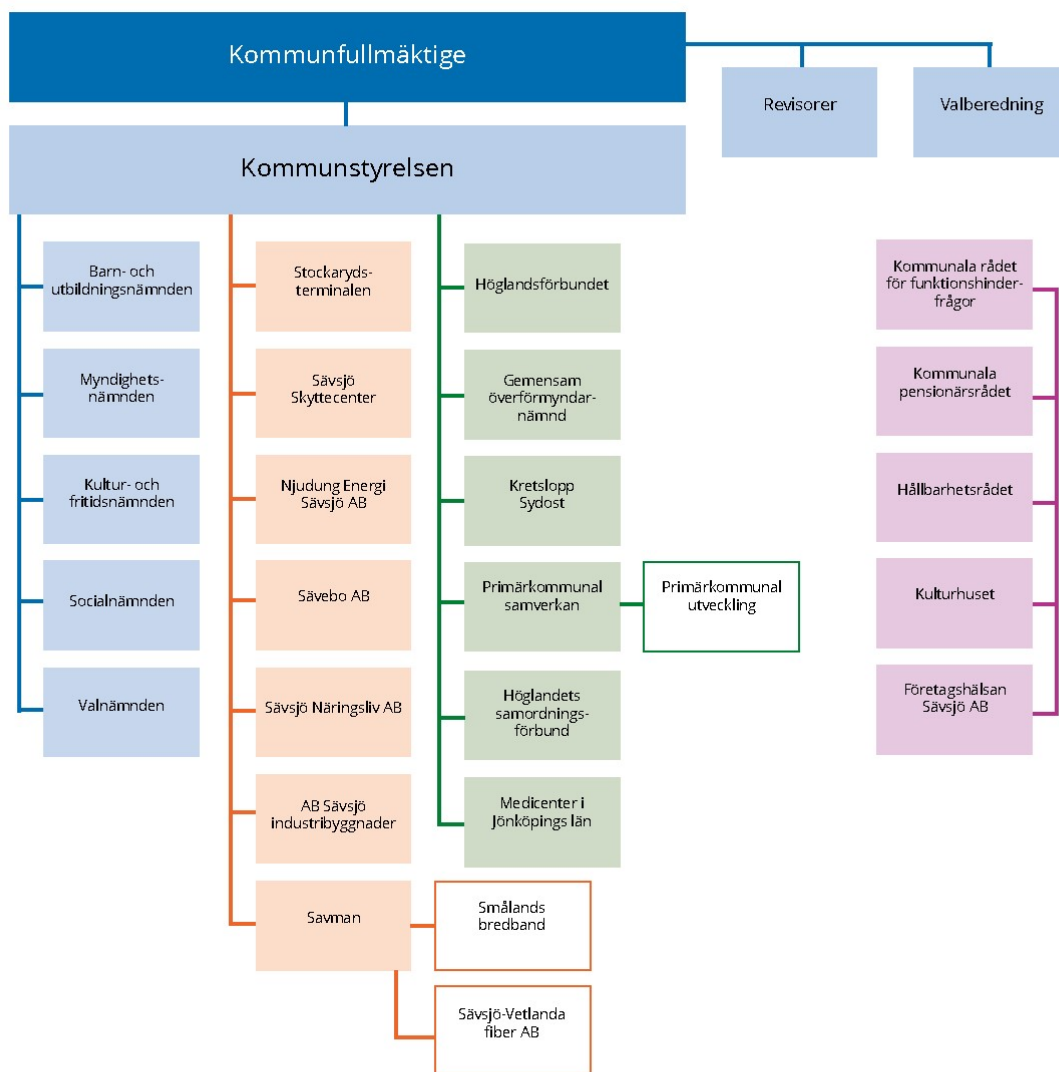 Kommunfullmäktige
Revisorer
Valberedning
Kommunstyrelsen
Barn- och
utbildningsnämnden
Myndighets-
nämnden
Kultur- och
fritidsnämnden
Socialnämnden
Valnämnden
Stockaryds-
terminalen
Sävsjö
Skyttecenter
Njudung Energi
Sävsjö AB
Sävebo AB
Sävsjö Näringsliv AB
AB Sävsjö
industribyggnader
Savman
Smålands
bredband
Sävsjö-Vetlanda
fiber AB
Höglandsförbundet
Gemensam
överförmyndar-
nämnd
Kretslopp
Sydost
Primärkommunal
samverkan
Primärkommunal
utveckling
Höglandets
samordnings-
förbund
Medicenter i
Jönköpings län
Kommunala rådet
för funktionshinder-
frågor
Kommunala
pensionärsrådet
Hållbarhetsrådet
Kulturhuset
Företagshälsan
Sävsjö AB